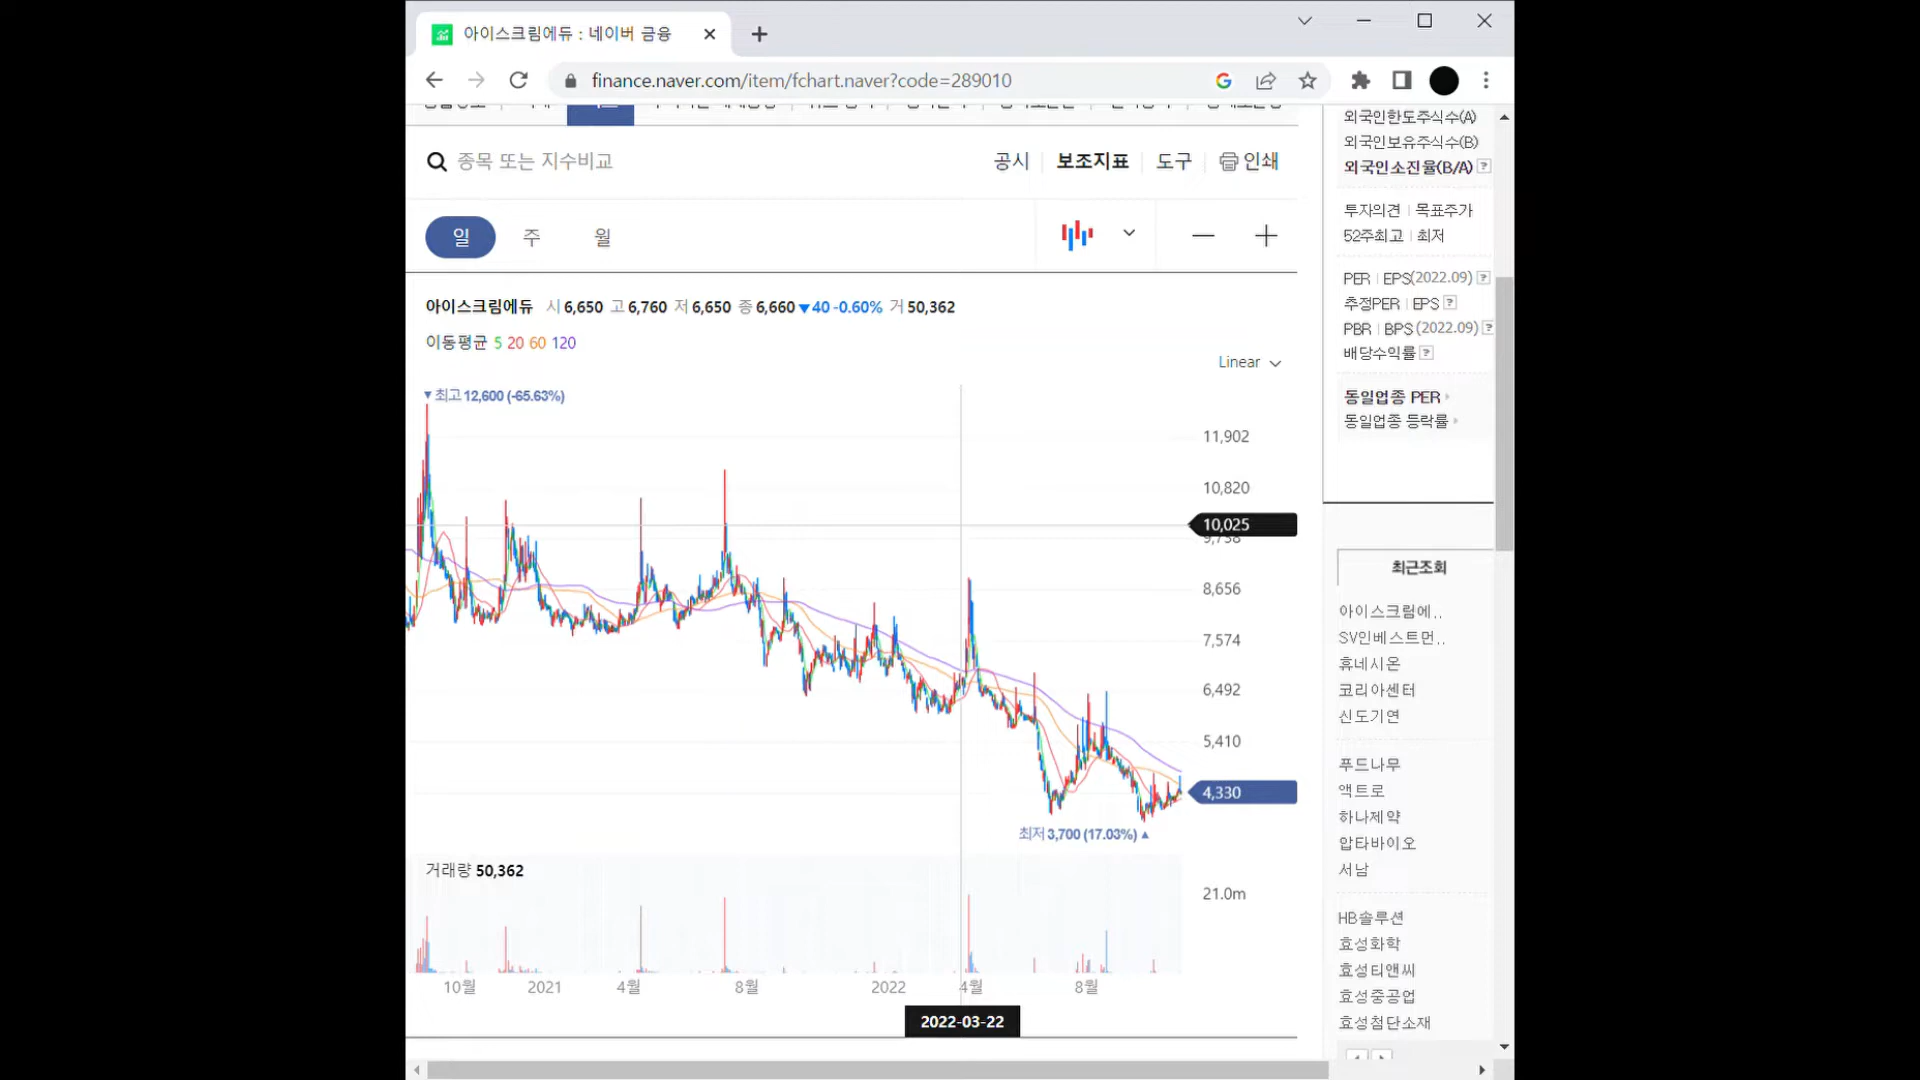 아이스크림에듀 : 네이버 금융
finance.naver.com/item/fchart.naver?code=289010
종목 또는 지수비교
공시 보조지표 도구 인쇄
일 주 월
아이스크림에듀 시 6,650 고 6,760 저 6,650 종 6,660 ▼40 -0.60% 거 50,362
이동평균 5 20 60 120
Linear
▼최고 12,600 (-65.63%)
11,902
10,820
10,025
8,656
7,574
6,492
5,410
4,330
최저 3,700 (17.03%) ▲
거래량 50,362
21.0m
10월 2021 4월 8월 2022 4월 8월
2022-03-22
외국인한도주식수(A)
외국인보유주식수(B)
외국인소진율(B/A) ?
투자의견 | 목표주가
52주최고 | 최저
PER | EPS(2022.09) ?
추정PER | EPS ?
PBR | BPS (2022.09) ?
배당수익률 ?
동일업종 PER
동일업종 등락률
최근조회
아이스크림에..
SV인베스트먼..
휴네시온
코리아센터
신도기연
푸드나무
액트로
하나제약
압타바이오
서남
HB솔루션
효성화학
효성티앤씨
효성중공업
효성첨단소재